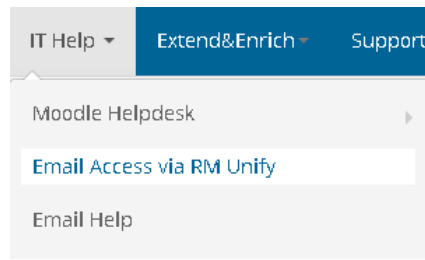 IT Help Extend&Enrich Support
Moodle Helpdesk
Email Access via RM Unify
Email Help